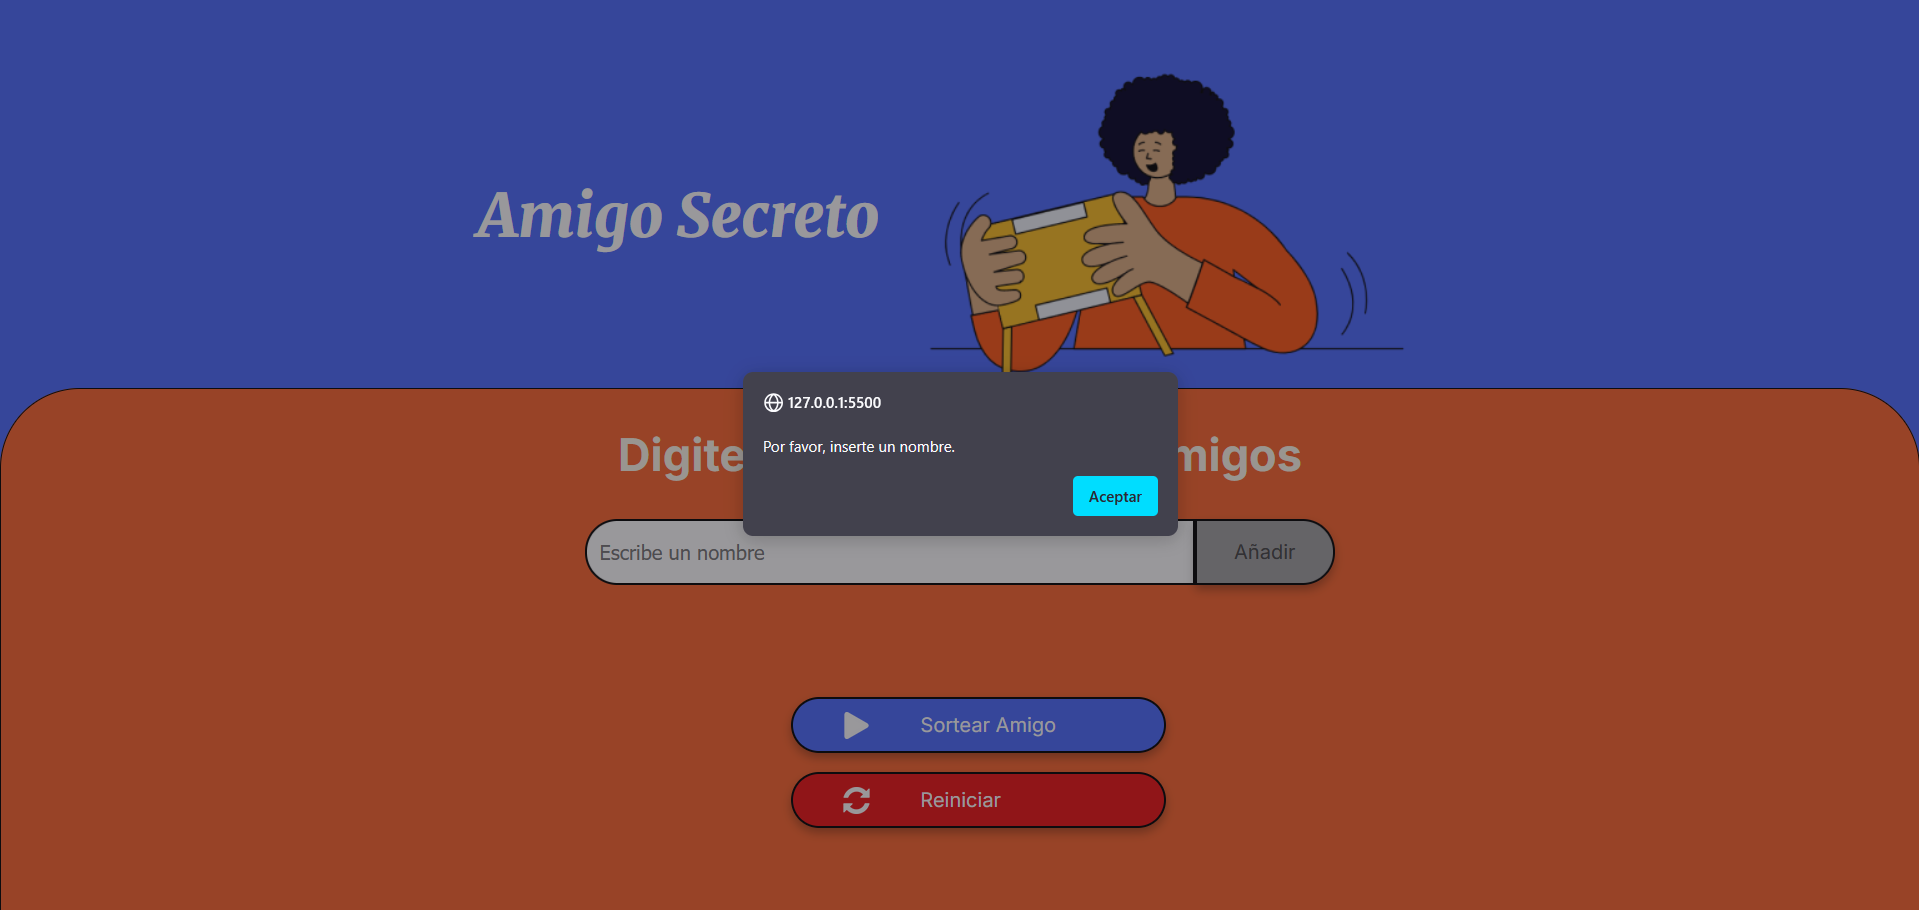 Amigo Secreto
127.0.0.1:5500
Por favor, inserte un nombre.
Aceptar
Digite migos
Escribe un nombre
Añadir
Sortear Amigo
Reiniciar